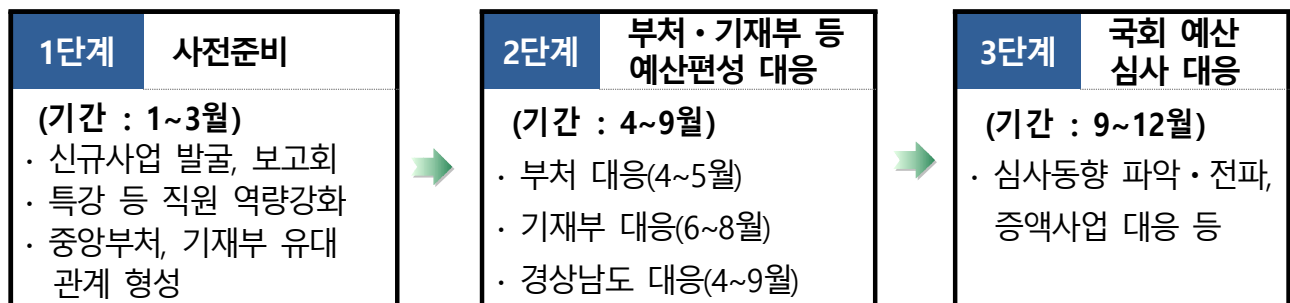 1단계 사전준비
(기간 : 1~3월)
· 신규사업 발굴, 보고회
· 특강 등 직원 역량강화
· 중앙부처, 기재부 유대
관계 형성
2단계 부처・기재부 등
예산편성 대응
(기간 : 4~9월)
· 부처 대응(4~5월)
· 기재부 대응(6~8월)
· 경상남도 대응(4~9월)
3단계 국회 예산
심사 대응
(기간 : 9~12월)
· 심사동향 파악・전파,
증액사업 대응 등